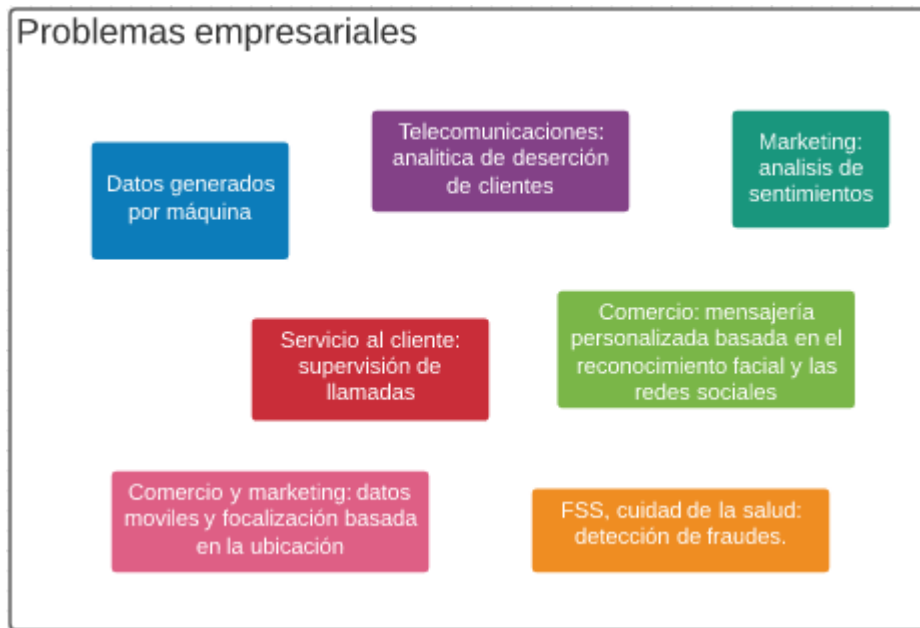 Problemas empresariales
Telecomunicaciones:
analitica de deserción
de clientes
Marketing:
analisis de
sentimientos
Datos generados
por máquina
Comercio: mensajería
personalizada basada en el
reconocimiento facial y las
redes sociales
Servicio al cliente:
supervisión de
llamadas
Comercio y marketing: datos
moviles y focalización basada
en la ubicación
FSS, cuidad de la salud:
detección de fraudes.